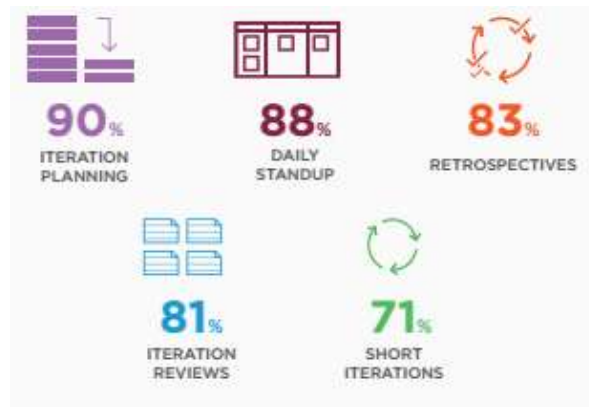 90%
ITERATION
PLANNING
88%
DAILY
STANDUP
83%
RETROSPECTIVES
81%
ITERATION
REVIEWS
71%
SHORT
ITERATIONS